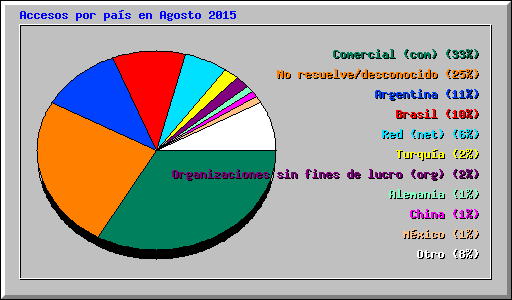 Accesos por país en Agosto 2015
Comercial (com) (33%)
No resuelve/desconocido (25%)
Argentina (11%)
Brasil (10%)
Red (net) (6%)
Turquía (2%)
Organizaciones sin fines de lucro (org) (2%)
Alemania (1%)
China (1%)
México (1%)
Otro (8%)